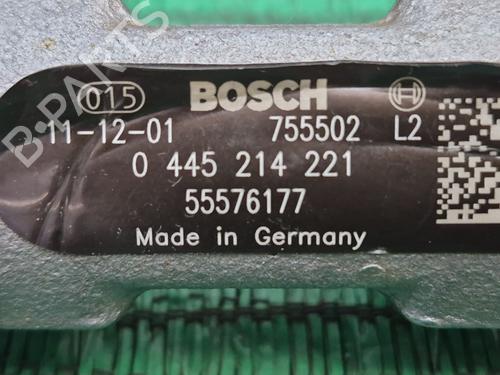 015 BOSCH
11-12-01 755502 L2
0 445 214 221
55576177
Made in Germany
B-PARTS